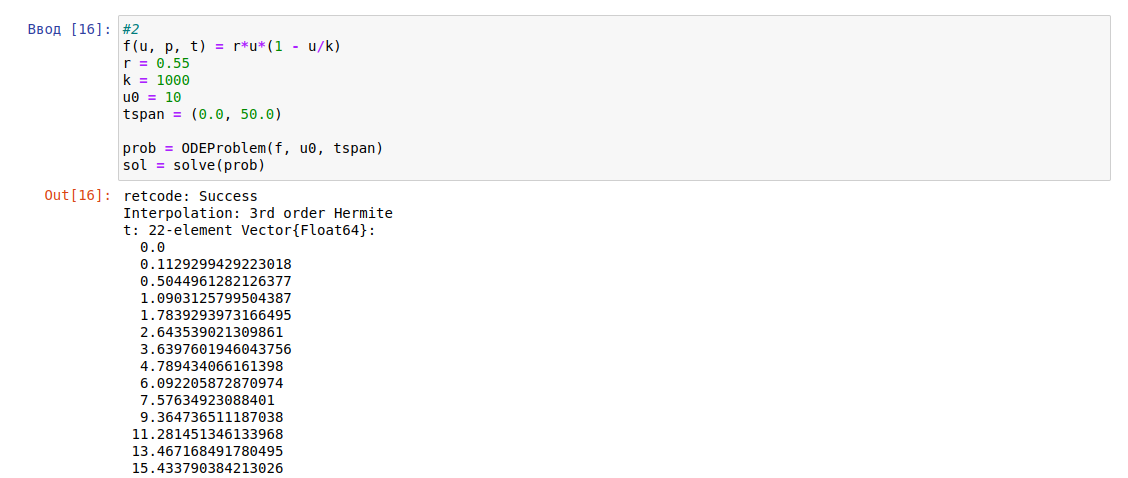 Ввод [16]: #2
f(u, p, t) = r*u*(1 - u/k)
r = 0.55
k = 1000
u0 = 10
tspan = (0.0, 50.0)
prob = ODEProblem(f, u0, tspan)
sol = solve(prob)
Out[16]: retcode: Success
Interpolation: 3rd order Hermite
t: 22-element Vector{Float64}:
0.0
0.1129299429223018
0.5044961282126377
1.0903125799504387
1.7839293973166495
2.643539021309861
3.6397601946043756
4.789434066161398
6.092205872870974
7.57634923088401
9.364736511187038
11.281451346133968
13.467168491780495
15.433790384213026